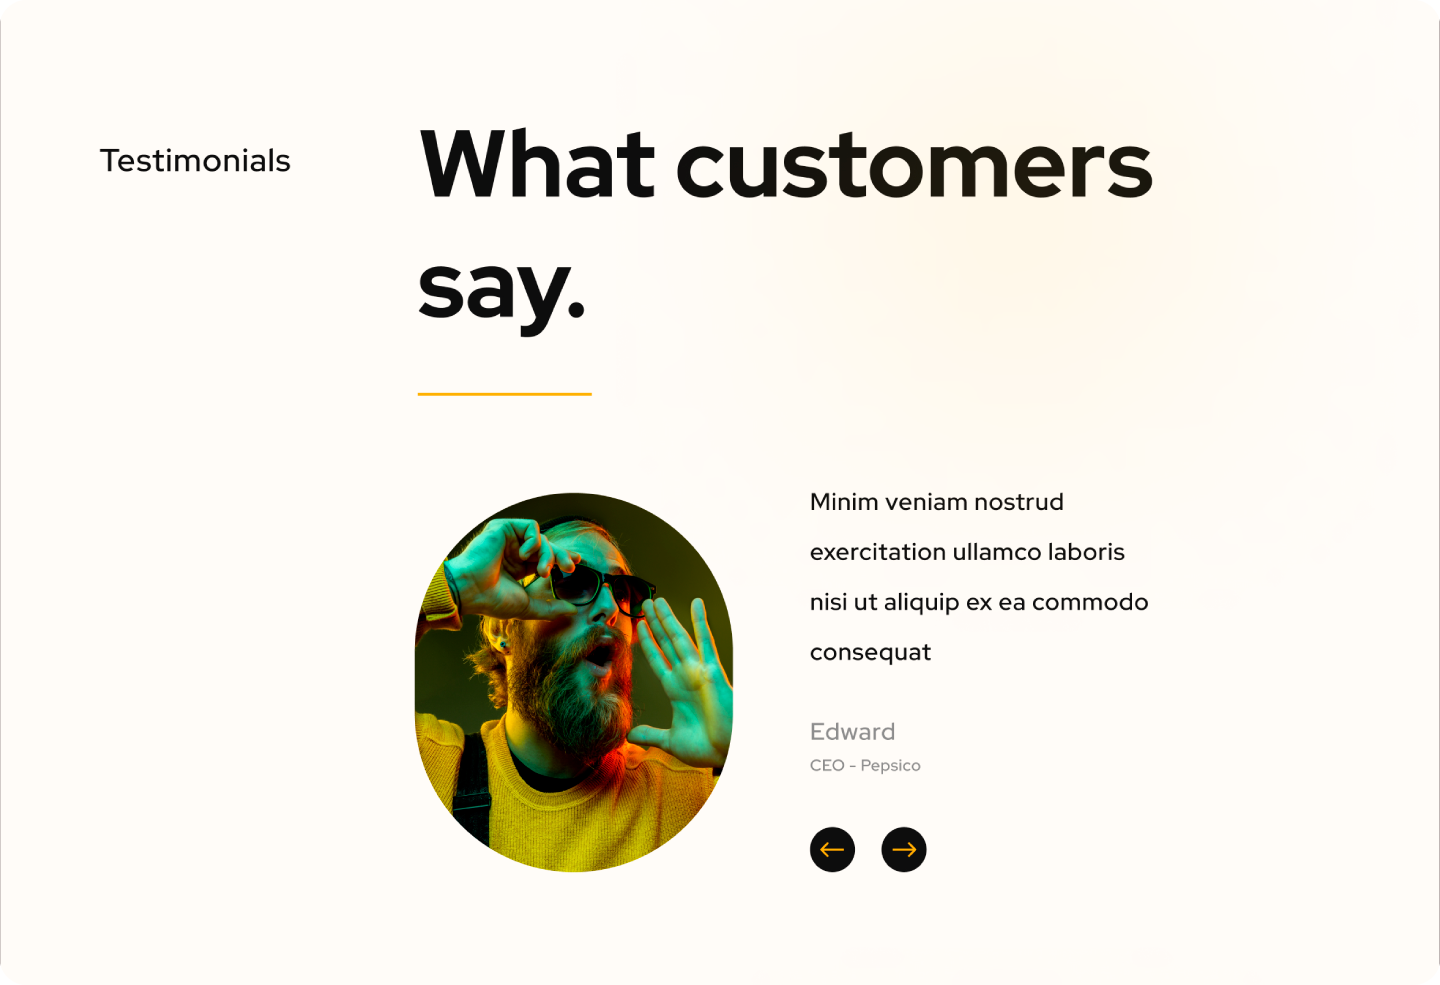 Testimonials
What customers
say.
Minim veniam nostrud
exercitation ullamco laboris
nisi ut aliquip ex ea commodo
consequat
Edward
CEO - Pepsico